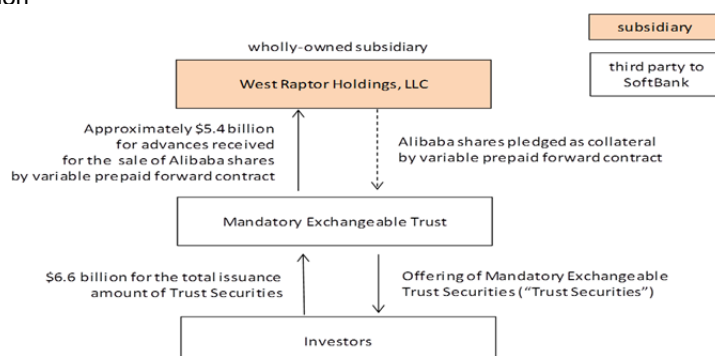 subsidiary
wholly-owned subsidiary
third party to
SoftBank
West Raptor Holdings, LLC
Approximately $5.4 billion
for advances received
for the sale of Alibaba shares
by variable prepaid forward contract
Alibaba shares pledged as collateral
by variable prepaid forward contract
Mandatory Exchangeable Trust
$6.6 billion for the total issuance
amount of Trust Securities
Offering of Mandatory Exchangeable
Trust Securities (“Trust Securities”)
Investors